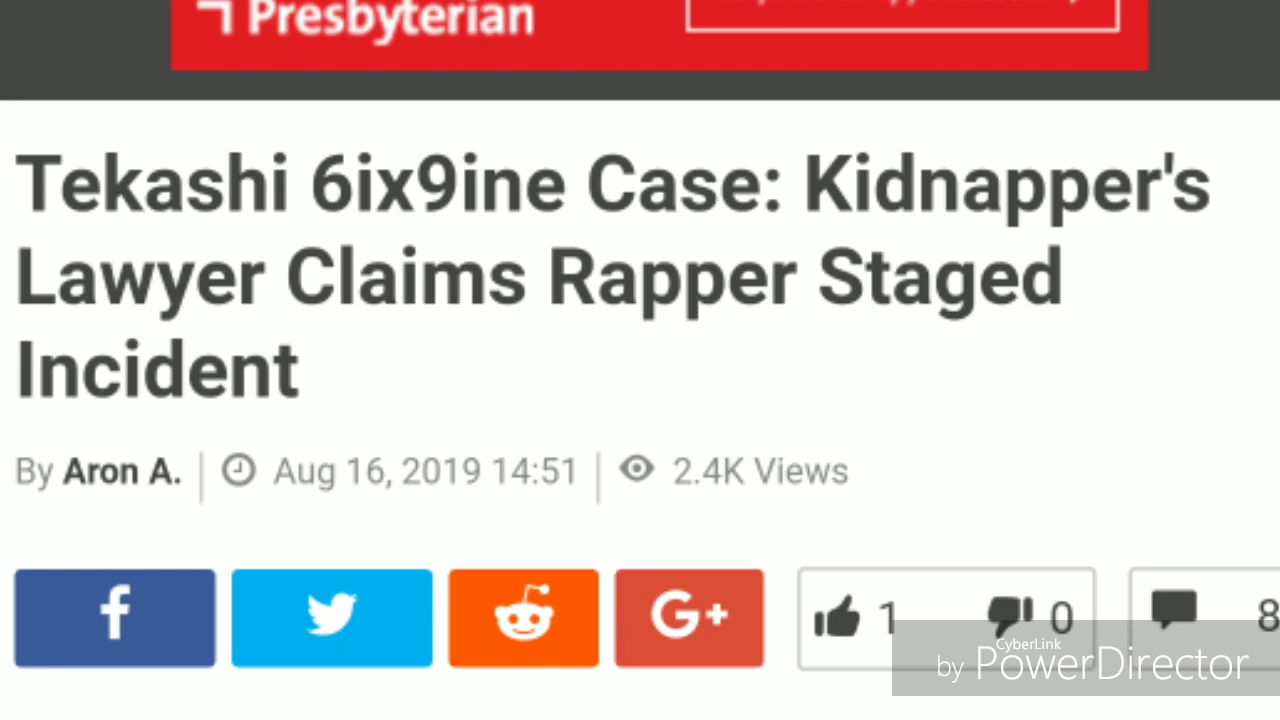 Presbyterian
Tekashi 6ix9ine Case: Kidnapper's
Lawyer Claims Rapper Staged
Incident
By Aron A. Aug 16, 2019 14:51 2.4K Views
f G+ 1 0 8
CyberLink
by PowerDirector